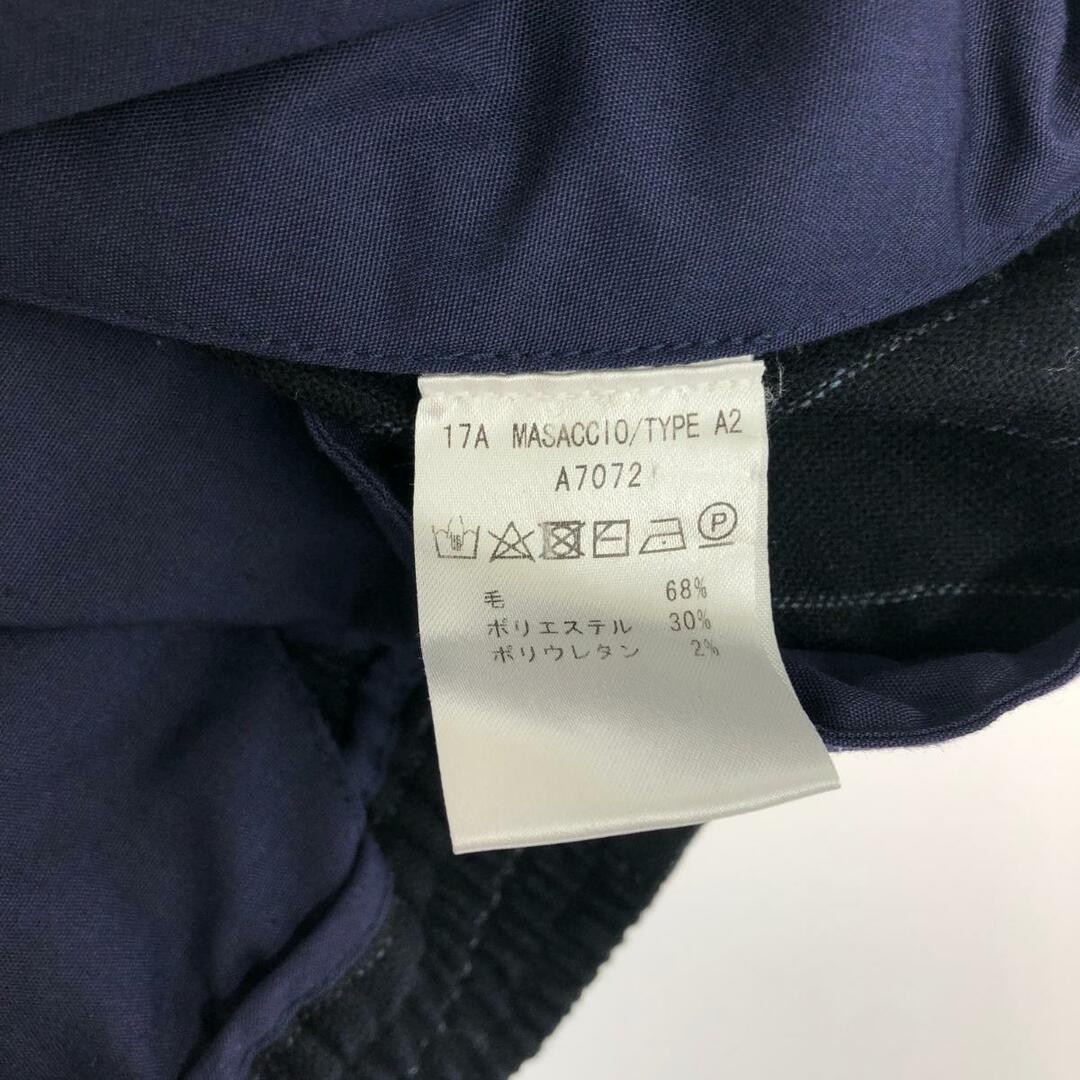 17A MASACCIO/TYPE A2
A7072
P
毛 68%
ポリエステル 30%
ポリウレタン 2%